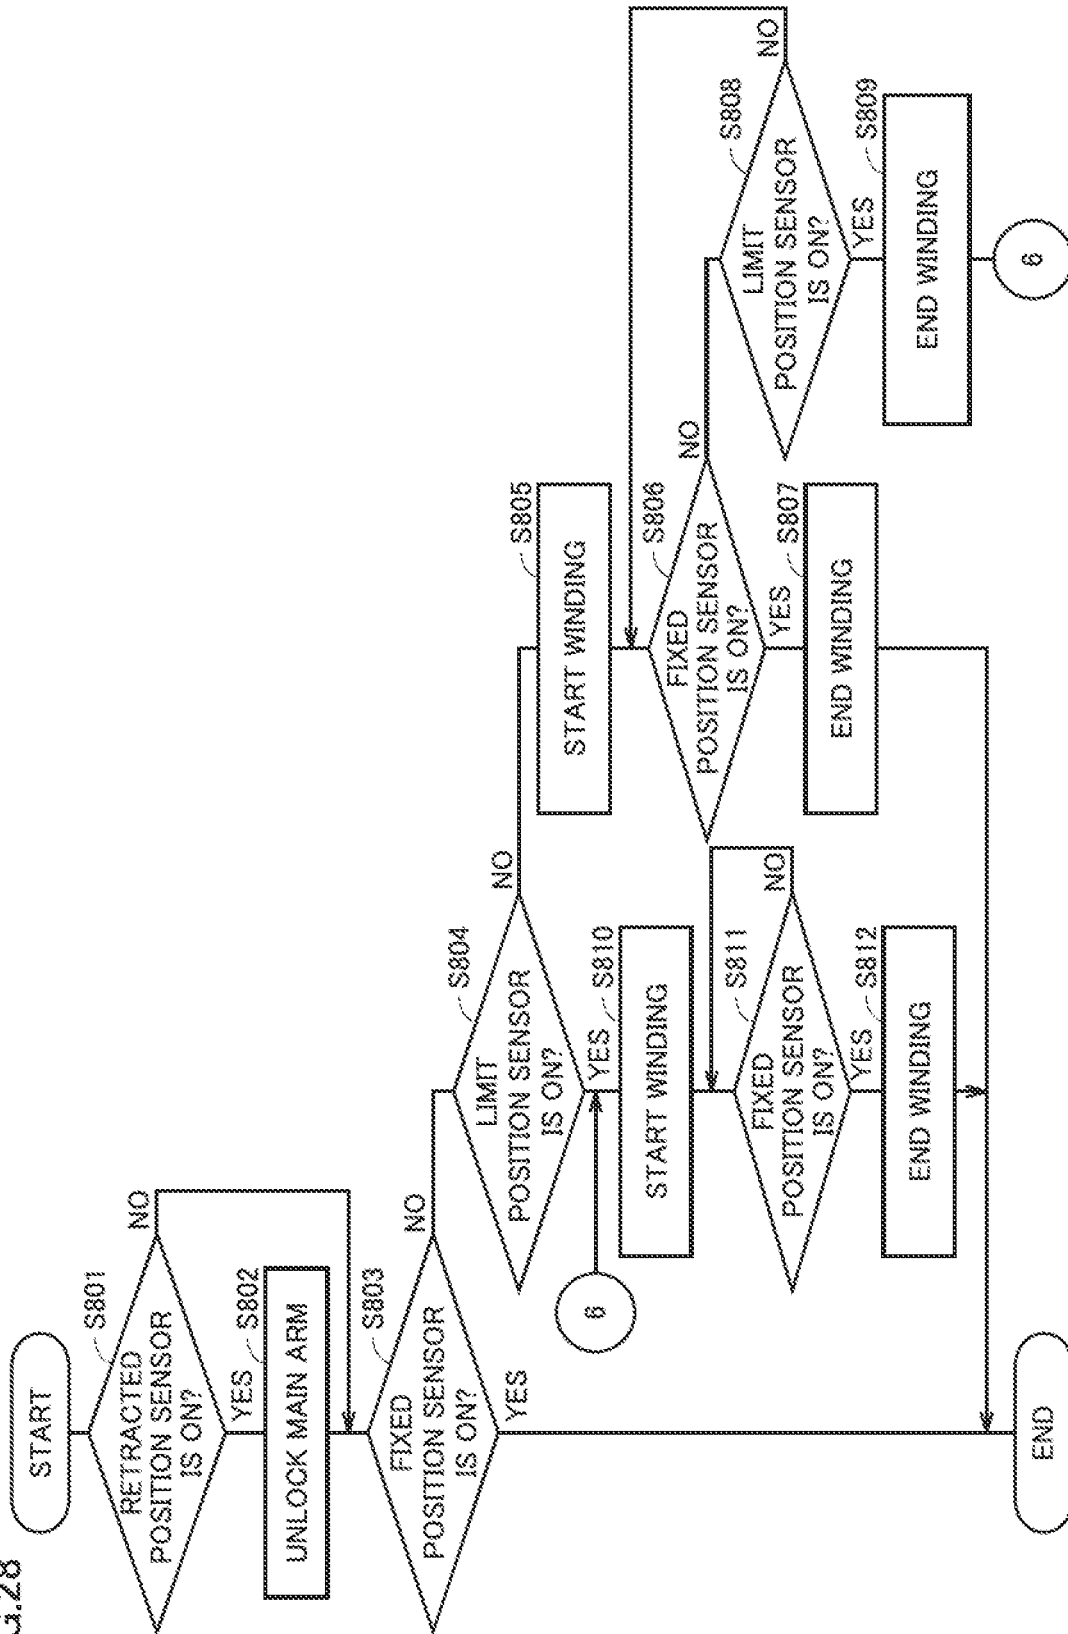 G.28
START
S801
RETRACTED
POSITION SENSOR
IS ON?
NO
YES
S802
UNLOCK MAIN ARM
S803
FIXED
POSITION SENSOR
IS ON?
NO
YES
S804
LIMIT
POSITION SENSOR
IS ON?
NO
YES
6
S810
START WINDING
S811
FIXED
POSITION SENSOR
IS ON?
NO
YES
S812
END WINDING
S805
START WINDING
S806
FIXED
POSITION SENSOR
IS ON?
NO
YES
S807
END WINDING
S808
LIMIT
POSITION SENSOR
IS ON?
NO
YES
S809
END WINDING
6
END